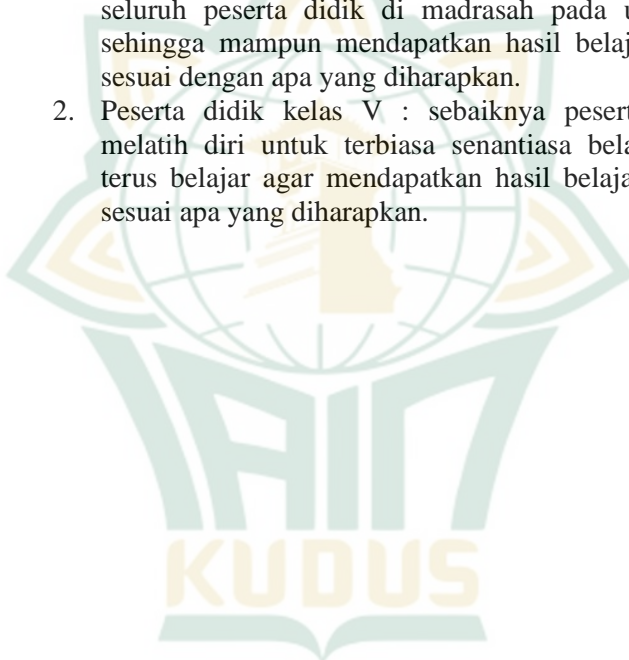 seluruh peserta didik di madrasah pada
sehingga mampun mendapatkan hasil
sesuai dengan apa yang diharapkan.
2. Peserta didik kelas V : sebaiknya
melatih diri untuk terbiasa senantiasa
terus belajar agar mendapatkan hasil
sesuai apa yang diharapkan.
IAIN
KUDUS